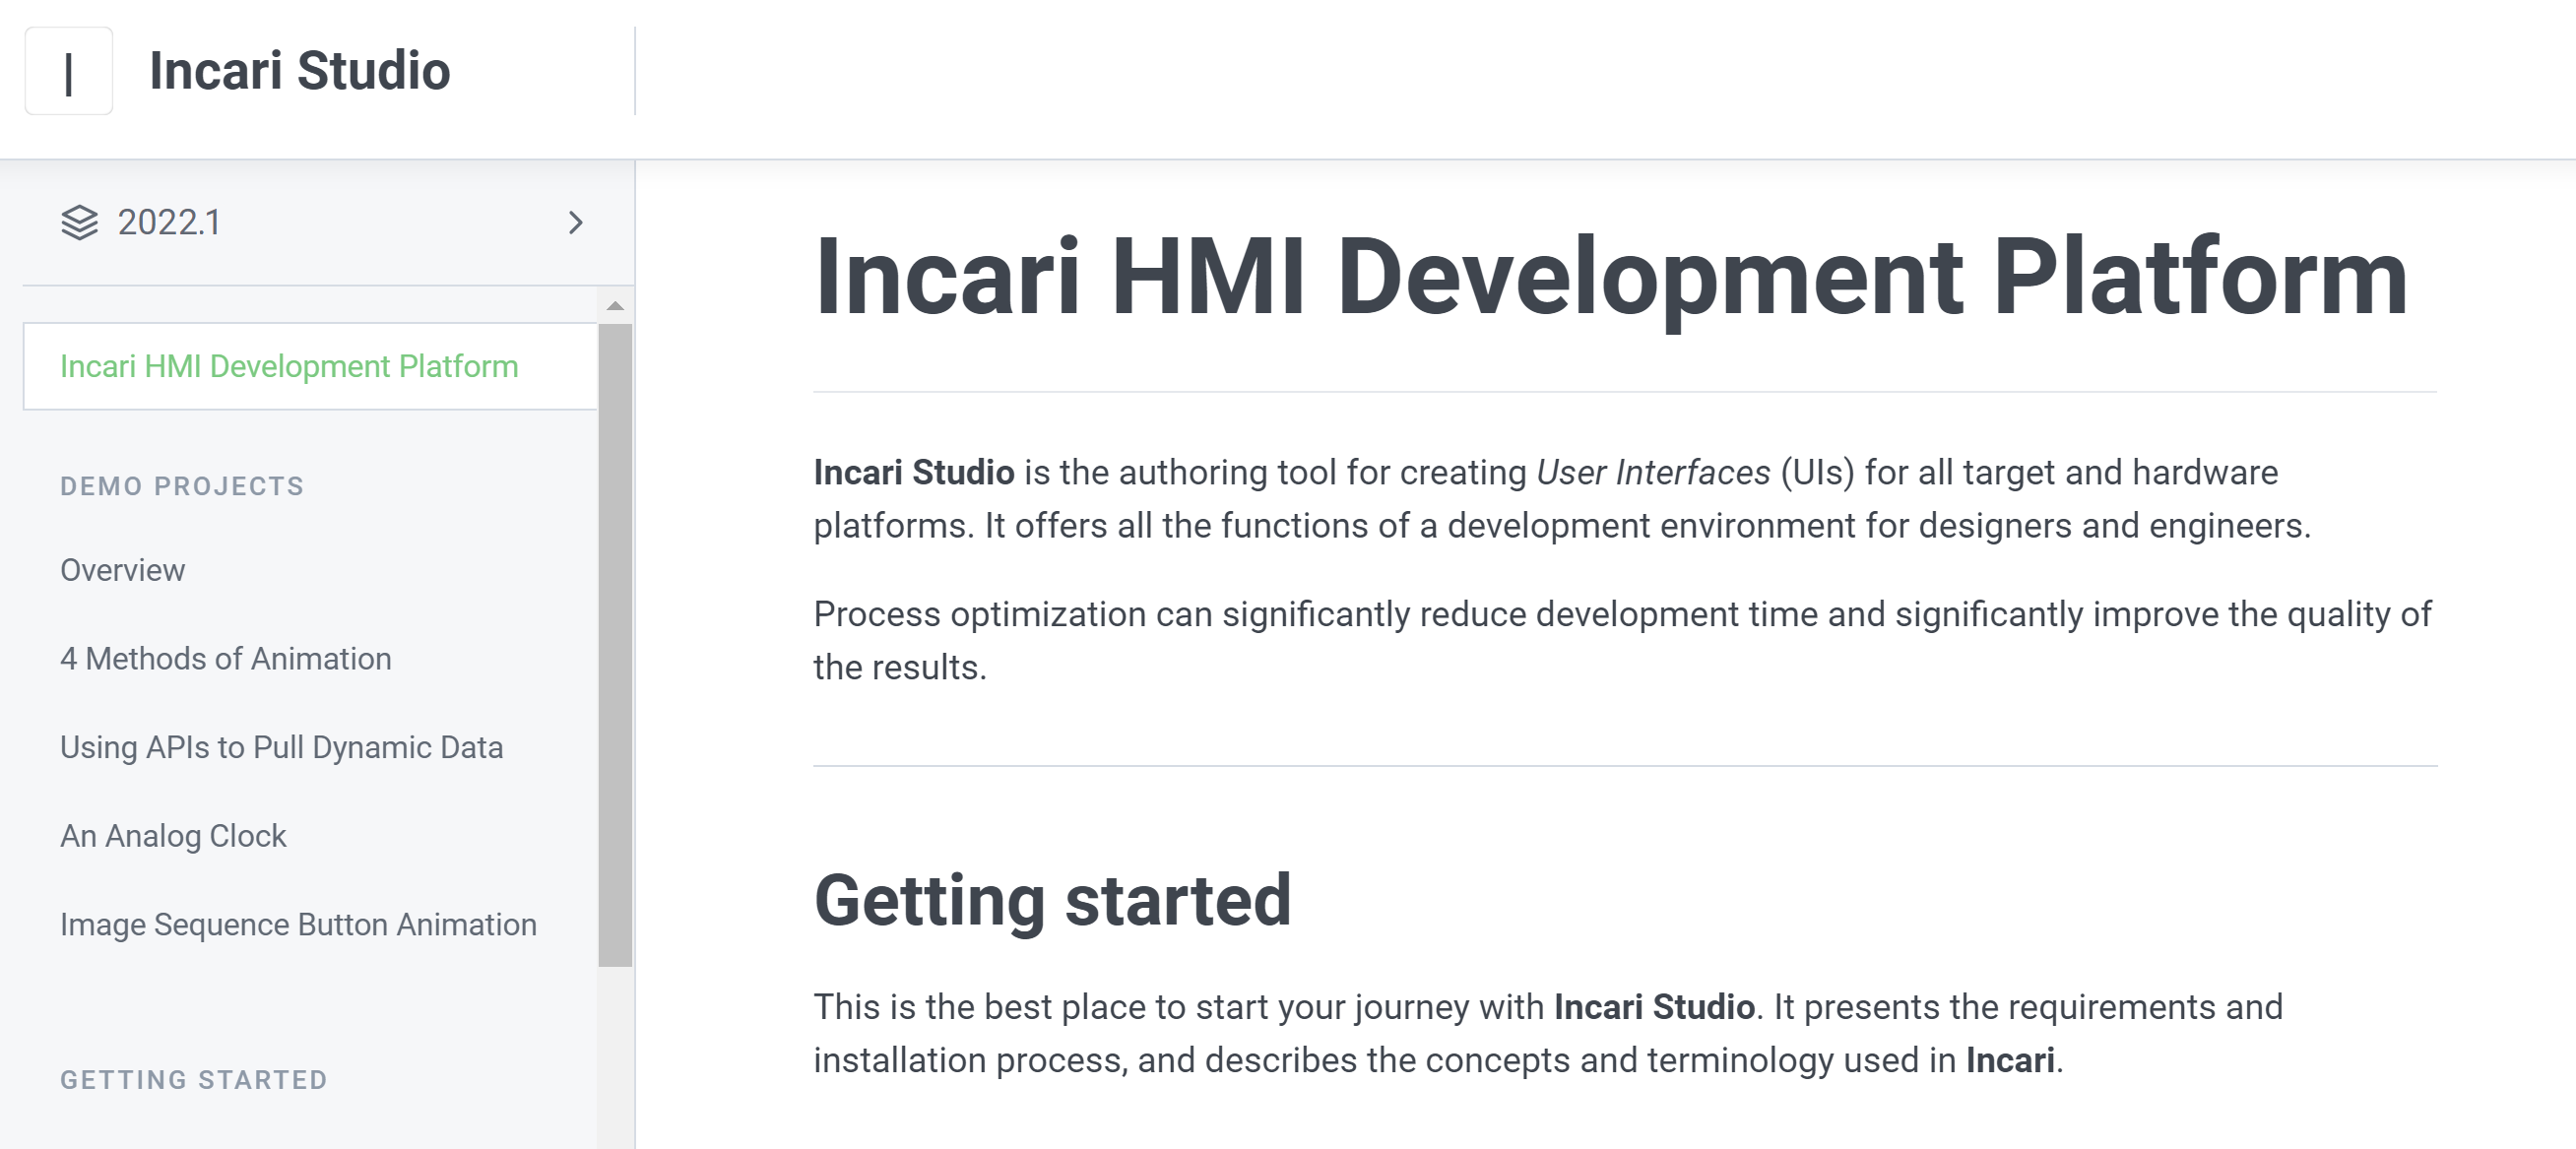 I
Incari Studio
2022.1
Incari HMI Development Platform
DEMO PROJECTS
Overview
4 Methods of Animation
Using APIs to Pull Dynamic Data
An Analog Clock
Image Sequence Button Animation
GETTING STARTED
Incari HMI Development Platform
Incari Studio is the authoring tool for creating User Interfaces (UIs) for all target and hardware
platforms. It offers all the functions of a development environment for designers and engineers.
Process optimization can significantly reduce development time and significantly improve the quality of
the results.
Getting started
This is the best place to start your journey with Incari Studio. It presents the requirements and
installation process, and describes the concepts and terminology used in Incari.